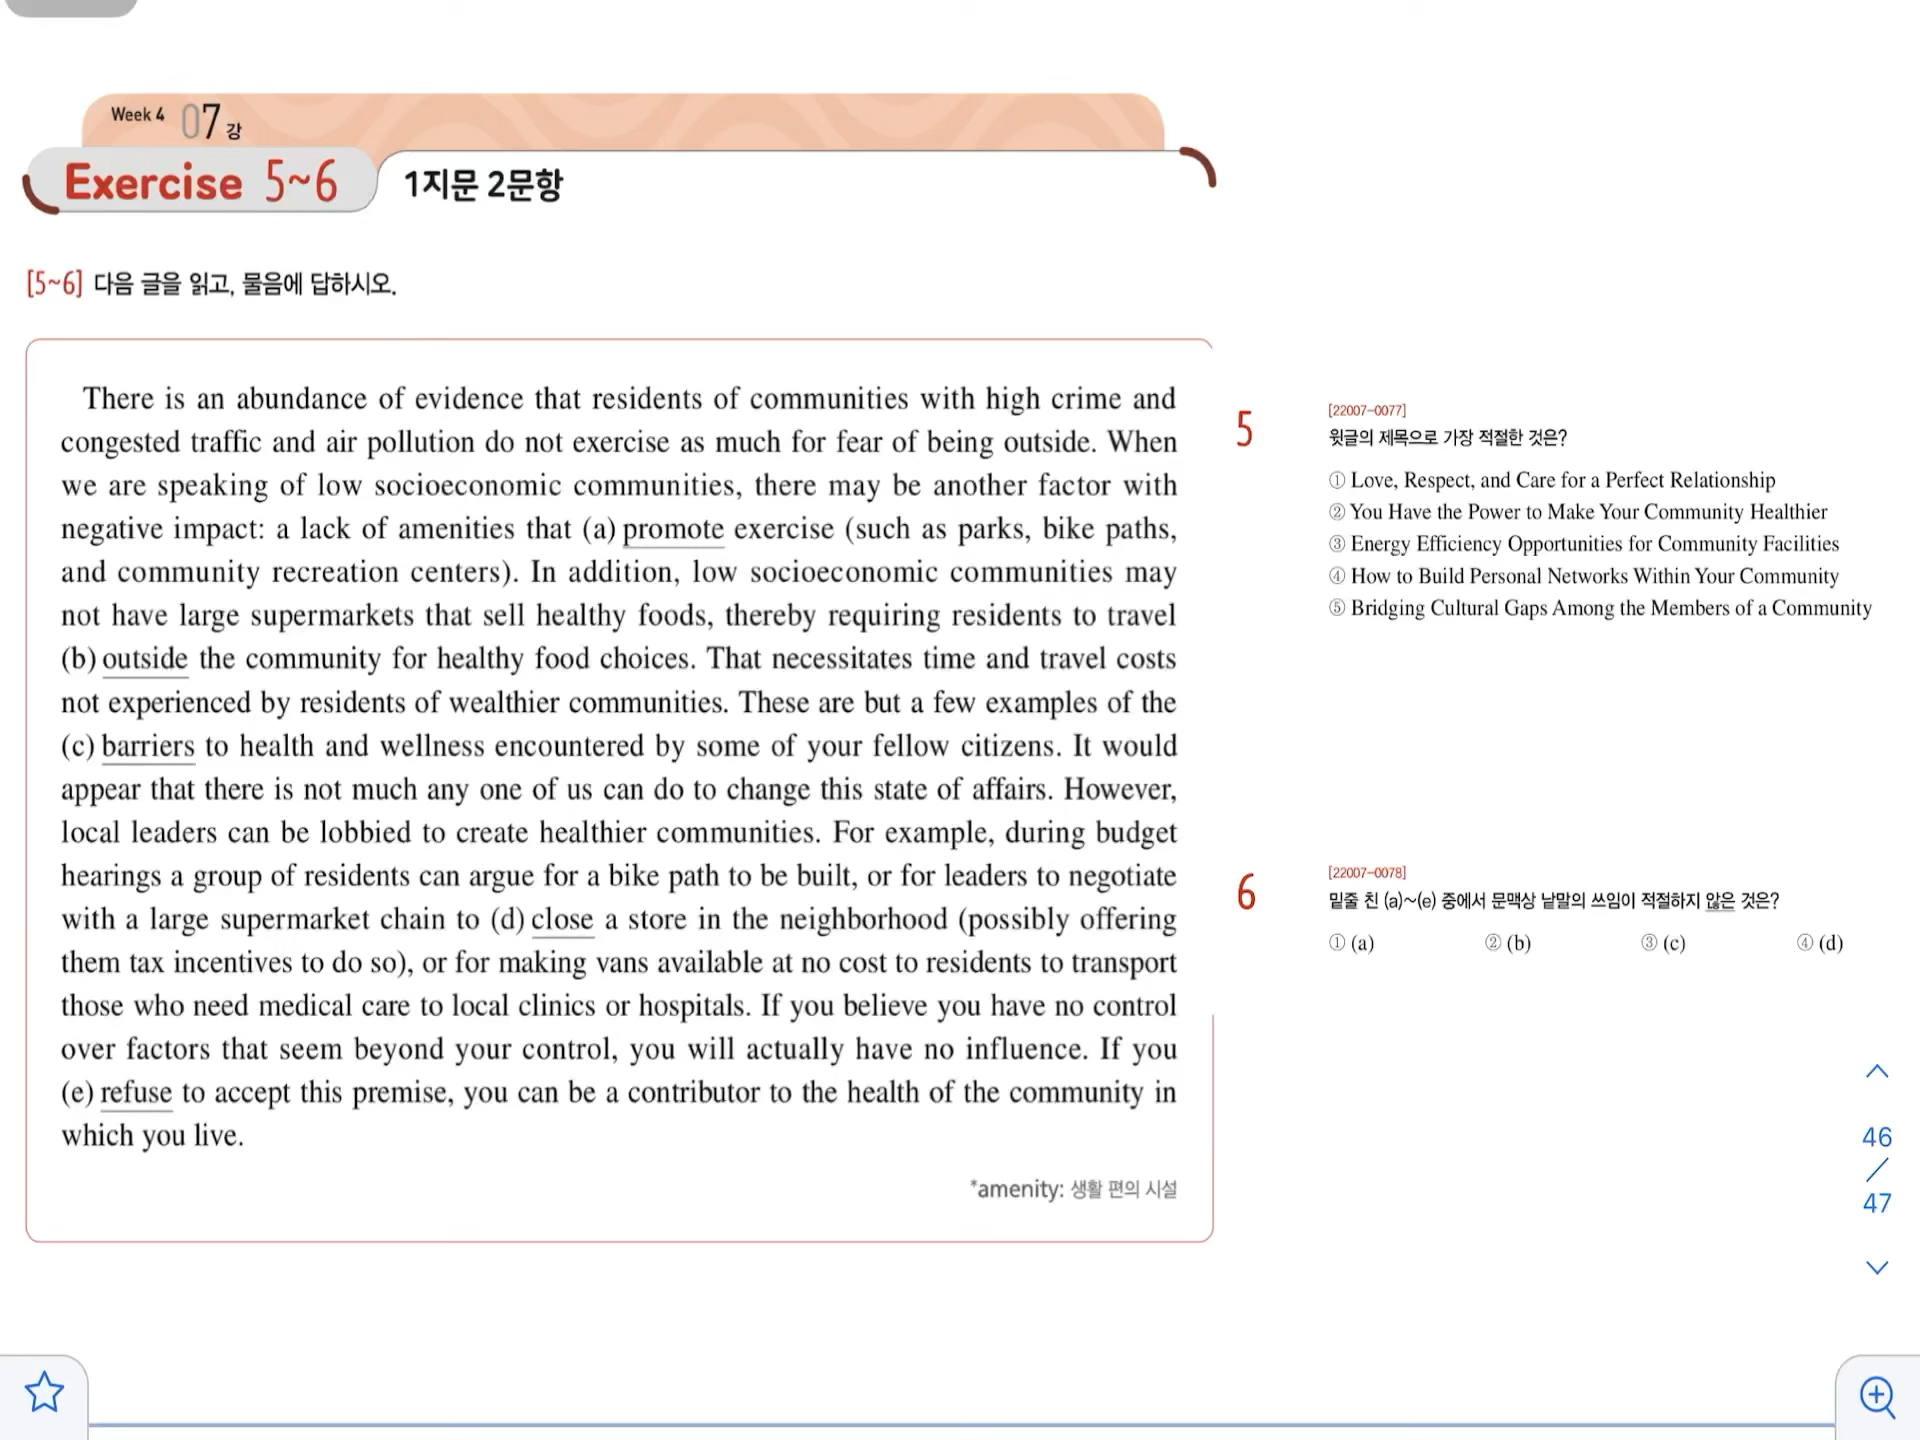 Week 4 07강
Exercise 5~6 1지문 2문항
[5~6] 다음 글을 읽고, 물음에 답하시오.
There is an abundance of evidence that residents of communities with high crime and
congested traffic and air pollution do not exercise as much for fear of being outside. When
we are speaking of low socioeconomic communities, there may be another factor with
negative impact: a lack of amenities that (a) promote exercise (such as parks, bike paths,
and community recreation centers). In addition, low socioeconomic communities may
not have large supermarkets that sell healthy foods, thereby requiring residents to travel
(b) outside the community for healthy food choices. That necessitates time and travel costs
not experienced by residents of wealthier communities. These are but a few examples of the
(c) barriers to health and wellness encountered by some of your fellow citizens. It would
appear that there is not much any one of us can do to change this state of affairs. However,
local leaders can be lobbied to create healthier communities. For example, during budget
hearings a group of residents can argue for a bike path to be built, or for leaders to negotiate
with a large supermarket chain to (d) close a store in the neighborhood (possibly offering
them tax incentives to do so), or for making vans available at no cost to residents to transport
those who need medical care to local clinics or hospitals. If you believe you have no control
over factors that seem beyond your control, you will actually have no influence. If you
(e) refuse to accept this premise, you can be a contributor to the health of the community in
which you live.
*amenity: 생활 편의 시설
5
[22007-0077]
윗글의 제목으로 가장 적절한 것은?
① Love, Respect, and Care for a Perfect Relationship
② You Have the Power to Make Your Community Healthier
③ Energy Efficiency Opportunities for Community Facilities
④ How to Build Personal Networks Within Your Community
⑤ Bridging Cultural Gaps Among the Members of a Community
6
[22007-0078]
밑줄 친 (a)~(e) 중에서 문맥상 낱말의 쓰임이 적절하지 않은 것은?
① (a) ② (b) ③ (c) ④ (d)
46
/
47